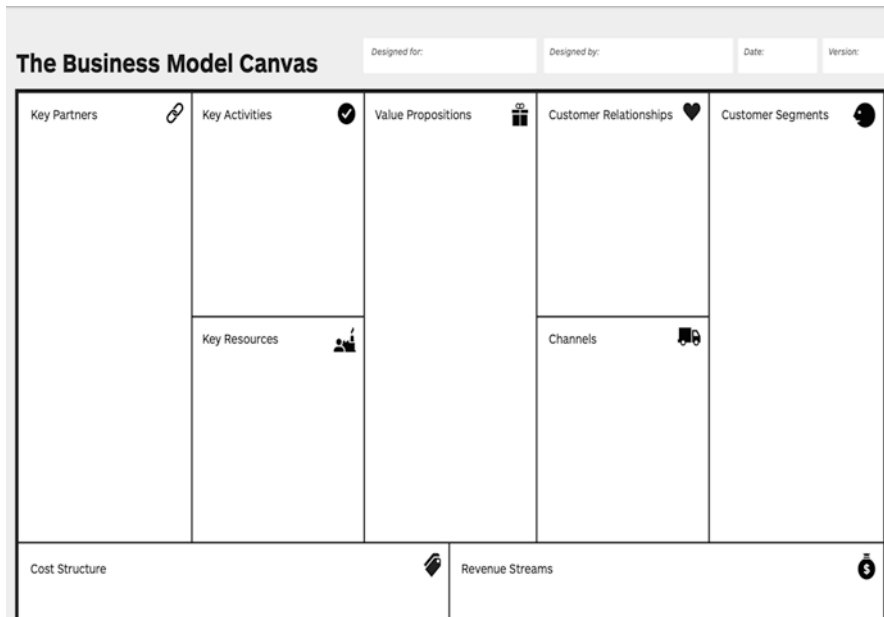 The Business Model Canvas
Designed for:
Designed by:
Date:
Version:
Key Partners
Key Activities
Value Propositions
Customer Relationships
Customer Segments
Key Resources
Channels
Cost Structure
Revenue Streams
$